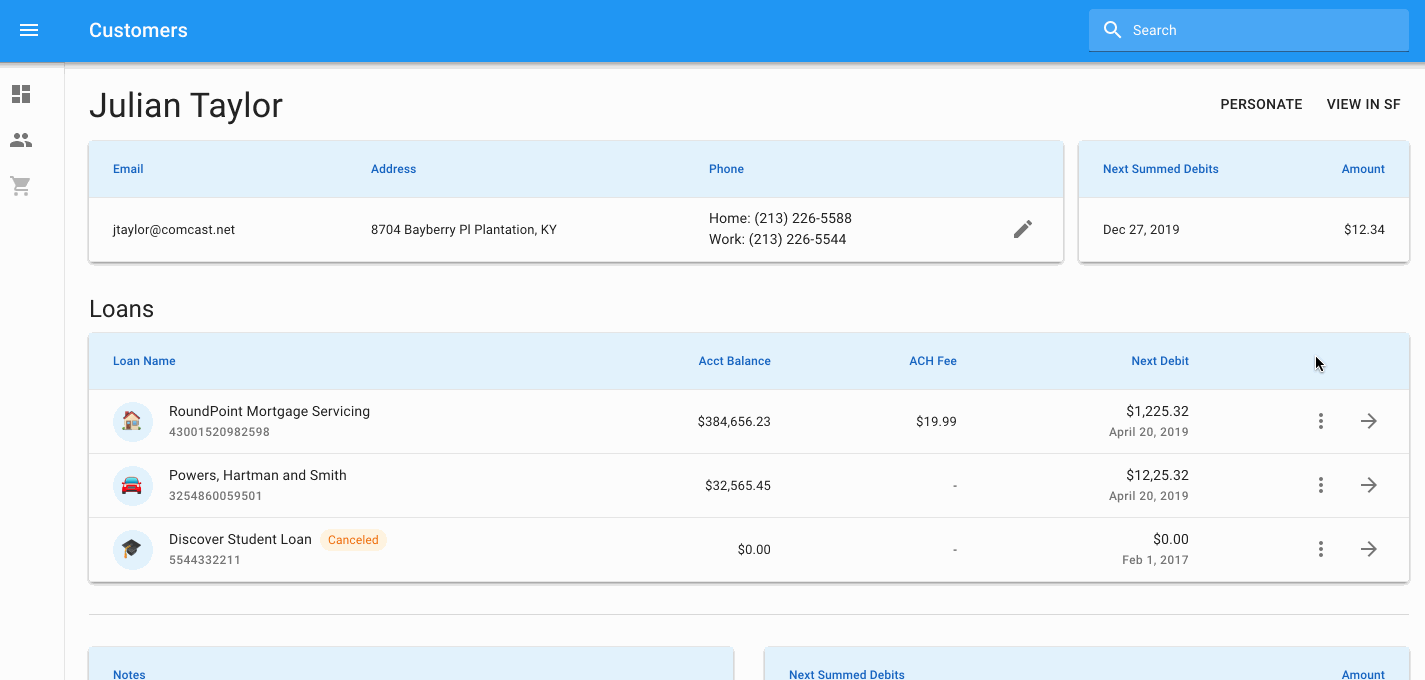 Customers
Search
Julian Taylor
PERSONATE VIEW IN SF
Email Address Phone
jtaylor@comcast.net 8704 Bayberry Pl Plantation, KY
Home: (213) 226-5588
Work: (213) 226-5544
Next Summed Debits Amount
Dec 27, 2019 $12.34
Loans
Loan Name Acct Balance ACH Fee Next Debit
RoundPoint Mortgage Servicing $384,656.23 $19.99 $1,225.32
43001520982598 April 20, 2019
Powers, Hartman and Smith $32,565.45 - $12,25.32
3254860059501 April 20, 2019
Discover Student Loan Canceled $0.00 - $0.00
5544332211 Feb 1, 2017
Notes
Next Summed Debits Amount